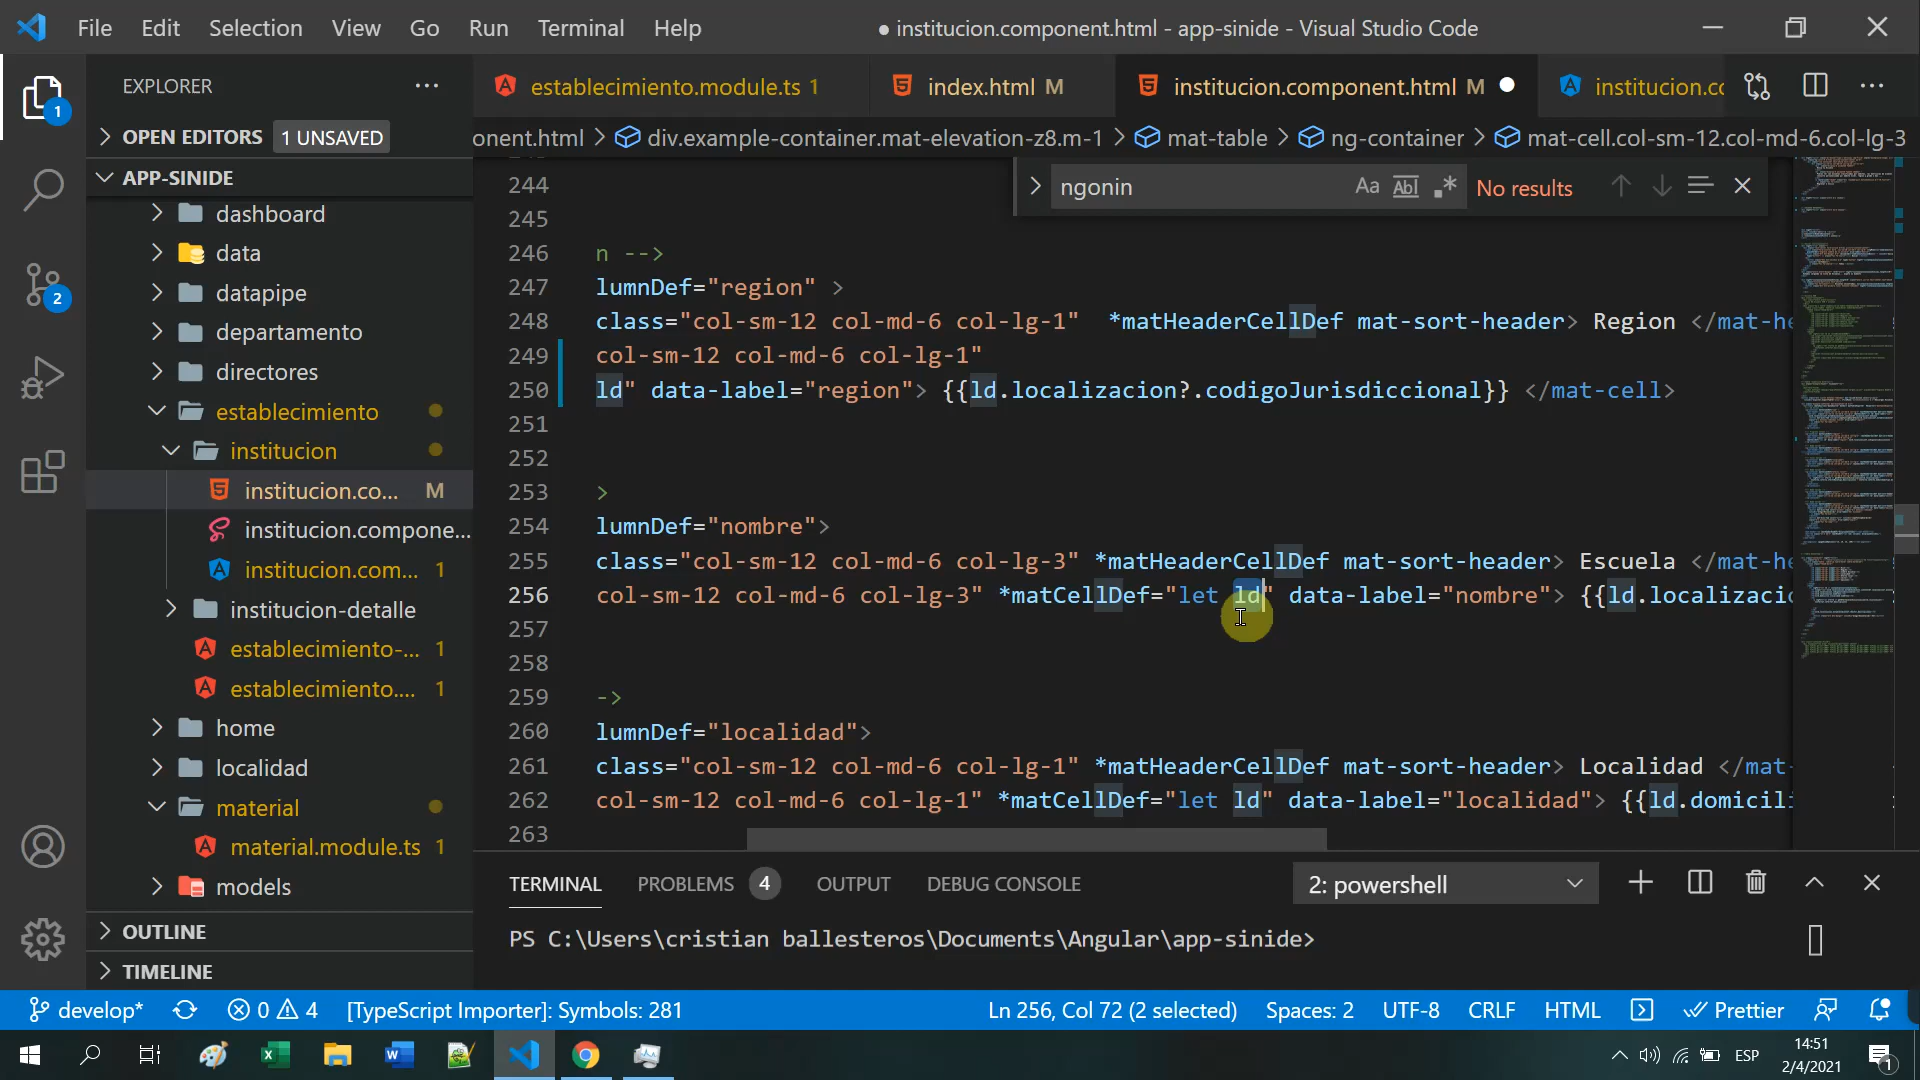 File Edit Selection View Go Run Terminal Help
● institucion.component.html - app-sinide - Visual Studio Code
EXPLORER
establecimiento.module.ts 1
index.html M
institucion.component.html M
institucion.cc
OPEN EDITORS 1 UNSAVED
onent.html > div.example-container.mat-elevation-z8.m-1 > mat-table > ng-container > mat-cell.col-sm-12.col-md-6.col-lg-3
ngonin
Aa Abl .* No results
APP-SINIDE
dashboard
data
datapipe
departamento
directores
establecimiento
institucion
institucion.co... M
institucion.compone...
institucion.com... 1
institucion-detalle
establecimiento-... 1
establecimiento.... 1
home
localidad
material
material.module.ts 1
models
OUTLINE
TIMELINE
244
245
246 n -->
247 lumnDef="region" >
248 class="col-sm-12 col-md-6 col-lg-1"  *matHeaderCellDef mat-sort-header> Region </mat-he
249 col-sm-12 col-md-6 col-lg-1"
250 ld" data-label="region"> {{ld.localizacion?.codigoJurisdiccional}} </mat-cell>
251
252
253 >
254 lumnDef="nombre">
255 class="col-sm-12 col-md-6 col-lg-3" *matHeaderCellDef mat-sort-header> Escuela </mat-he
256 col-sm-12 col-md-6 col-lg-3" *matCellDef="let ld" data-label="nombre"> {{ld.localizaci
257
258
259 ->
260 lumnDef="localidad">
261 class="col-sm-12 col-md-6 col-lg-1" *matHeaderCellDef mat-sort-header> Localidad </mat-
262 col-sm-12 col-md-6 col-lg-1" *matCellDef="let ld" data-label="localidad"> {{ld.domicili
263
TERMINAL PROBLEMS 4 OUTPUT DEBUG CONSOLE
2: powershell
PS C:\Users\cristian ballesteros\Documents\Angular\app-sinide>
1
2
develop* 0 4 [TypeScript Importer]: Symbols: 281
Ln 256, Col 72 (2 selected) Spaces: 2 UTF-8 CRLF HTML Prettier
ESP
14:51
2/4/2021
1